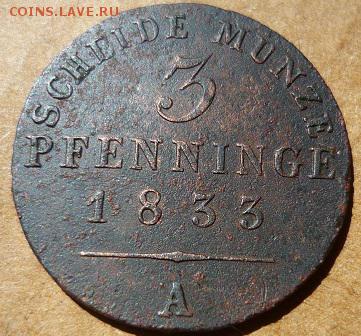 COINS.LAVE.RU
SCHEIDE MUNZE
3
PFENNINGE
1833
A